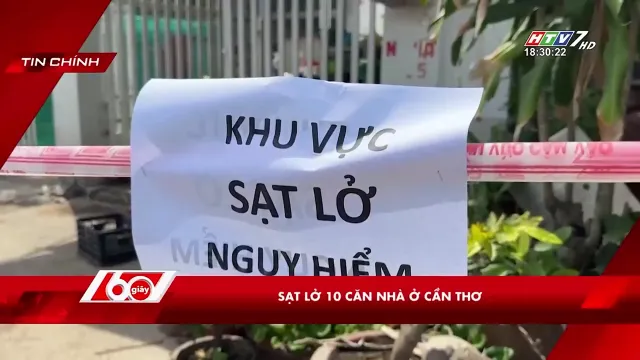 TIN CHÍNH
HTV7 HD
18:30:22
KHU VỰC
SẠT LỞ
NGUY HIỂM
60 giây
SẠT LỞ 10 CĂN NHÀ Ở CẦN THƠ